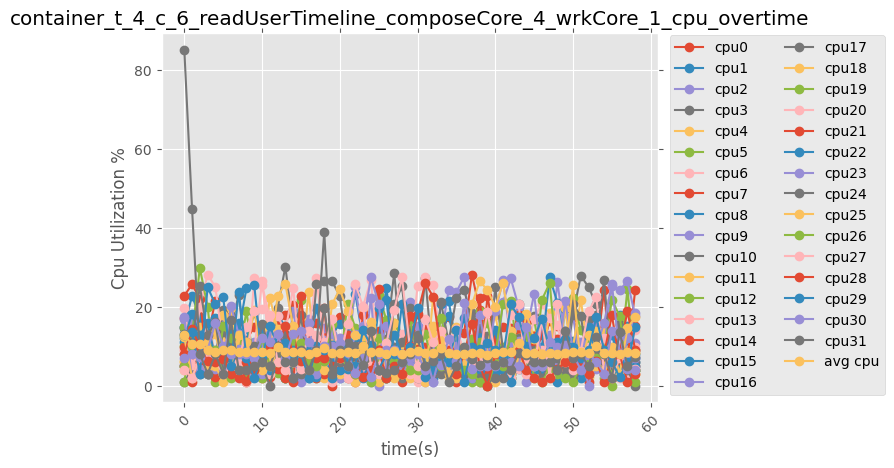 container_t_4_c_6_readUserTimeline_composeCore_4_wrkCore_1_cpu_overtime
Cpu Utilization %
80
60
40
20
0
0
10
20
30
40
50
60
time(s)
cpu0
cpu1
cpu2
cpu3
cpu4
cpu5
cpu6
cpu7
cpu8
cpu9
cpu10
cpu11
cpu12
cpu13
cpu14
cpu15
cpu16
cpu17
cpu18
cpu19
cpu20
cpu21
cpu22
cpu23
cpu24
cpu25
cpu26
cpu27
cpu28
cpu29
cpu30
cpu31
avg cpu